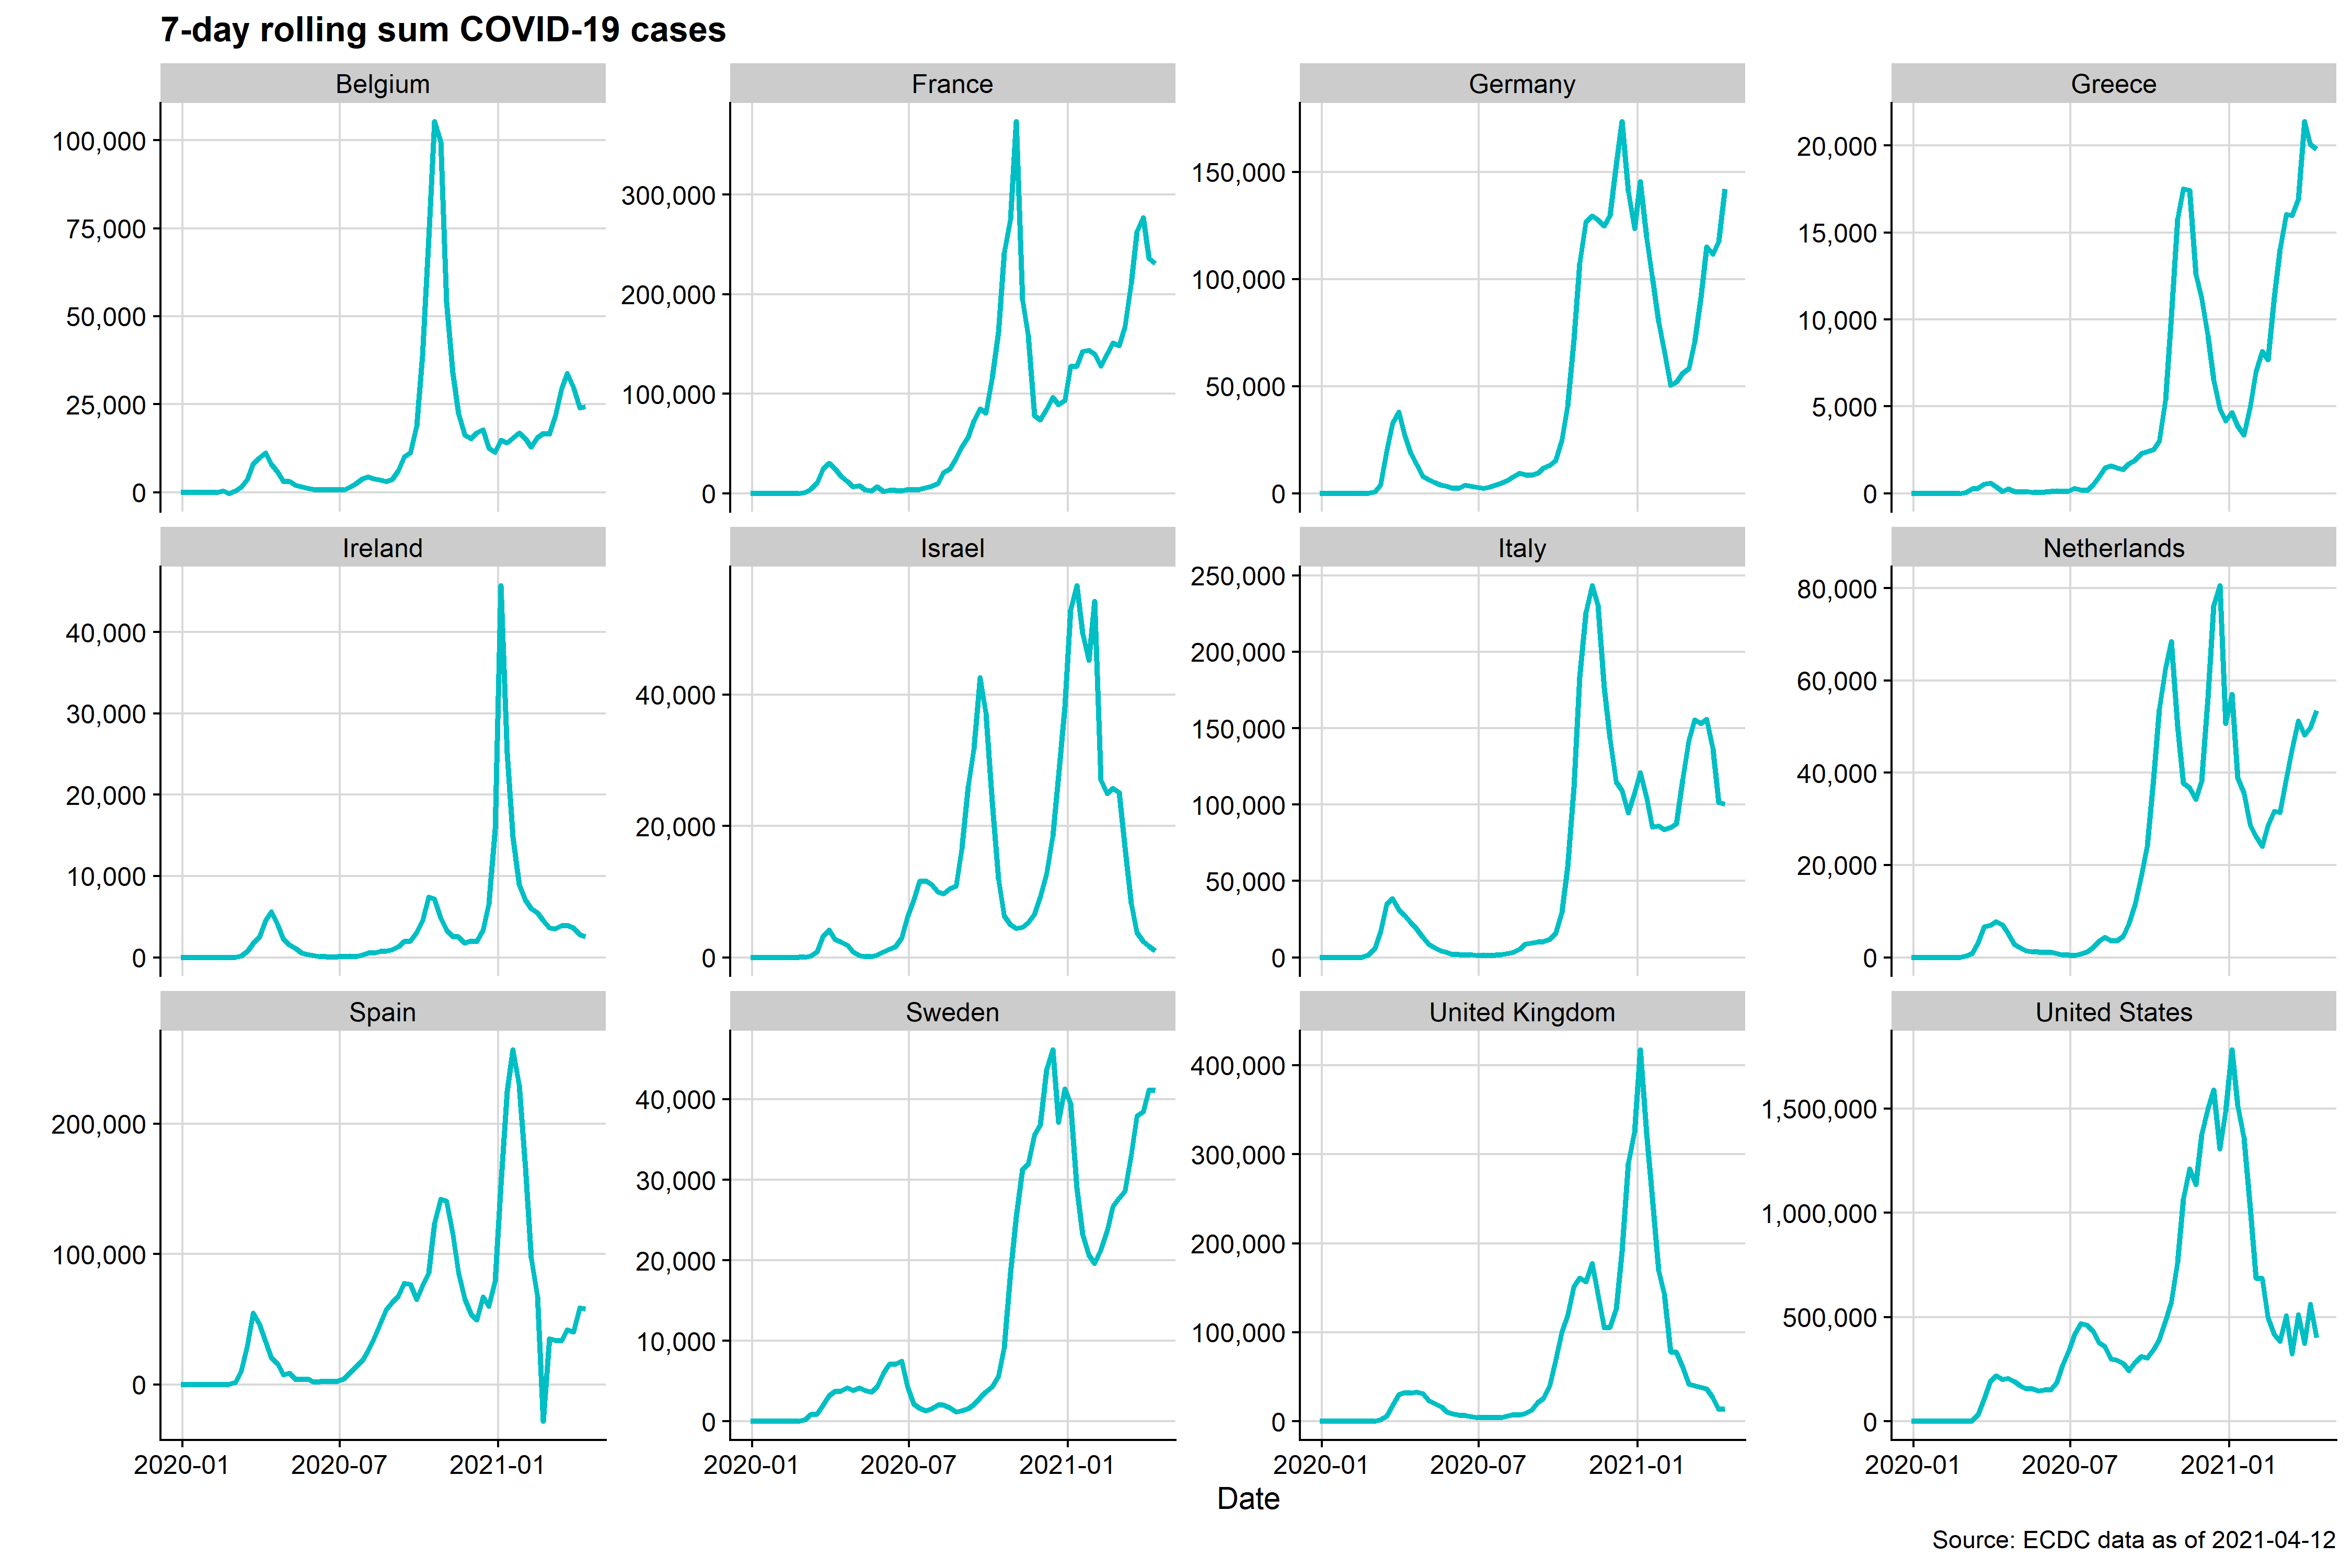 7-day rolling sum COVID-19 cases
Belgium
France
Germany
Greece
100,000
75,000
50,000
25,000
0
300,000
200,000
100,000
0
150,000
100,000
50,000
0
20,000
15,000
10,000
5,000
0
Ireland
Israel
Italy
Netherlands
40,000
30,000
20,000
10,000
0
40,000
20,000
0
250,000
200,000
150,000
100,000
50,000
0
80,000
60,000
40,000
20,000
0
Spain
Sweden
United Kingdom
United States
200,000
100,000
0
40,000
30,000
20,000
10,000
0
400,000
300,000
200,000
100,000
0
1,500,000
1,000,000
500,000
0
2020-01 2020-07 2021-01
2020-01 2020-07 2021-01
2020-01 2020-07 2021-01
2020-01 2020-07 2021-01
Date
Source: ECDC data as of 2021-04-12